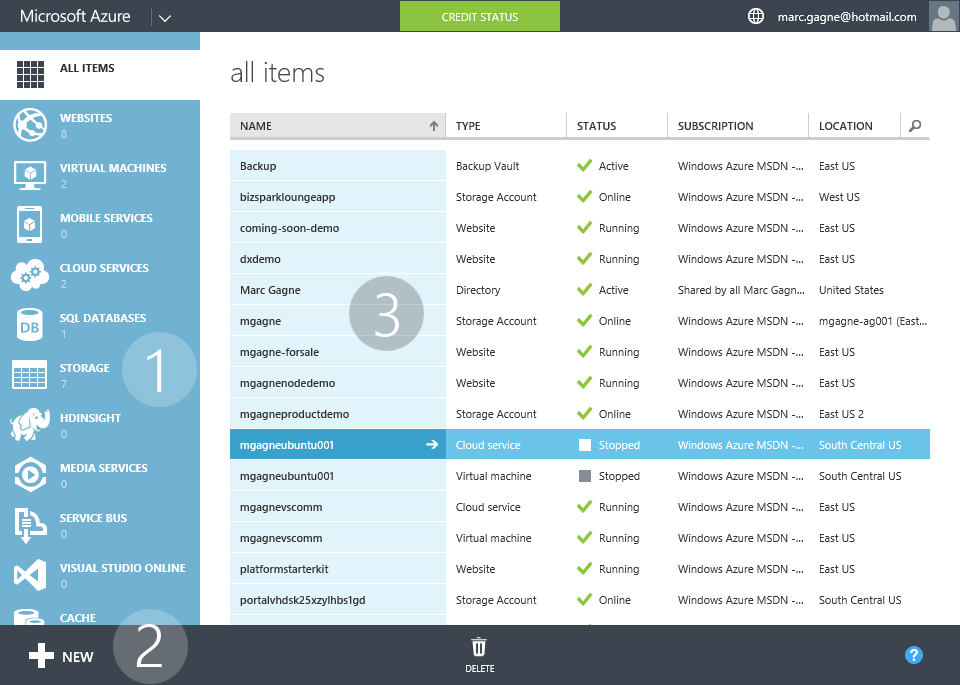 Microsoft Azure CREDIT STATUS marc.gagne@hotmail.com
ALL ITEMS
WEBSITES
8
VIRTUAL MACHINES
2
MOBILE SERVICES
0
CLOUD SERVICES
2
DB
SQL DATABASES
1
STORAGE
7
1
HDINSIGHT
0
MEDIA SERVICES
0
SERVICE BUS
0
VISUAL STUDIO ONLINE
0
CACHE
all items
NAME TYPE STATUS SUBSCRIPTION LOCATION
Backup Backup Vault Active Windows Azure MSDN -... East US
bizsparkloungeapp Storage Account Online Windows Azure MSDN -... West US
coming-soon-demo Website Running Windows Azure MSDN -... East US
dxdemo Website Running Windows Azure MSDN -... East US
Marc Gagne Directory Active Shared by all Marc Gagn... United States
3
mgagne Storage Account Online Windows Azure MSDN -... mgagne-ag001 (East...
mgagne-forsale Website Running Windows Azure MSDN -... East US
mgagnenodedemo Website Running Windows Azure MSDN -... East US
mgagneproductdemo Storage Account Online Windows Azure MSDN -... East US 2
mgagneubuntu001 Cloud service Stopped Windows Azure MSDN -... South Central US
mgagneubuntu001 Virtual machine Stopped Windows Azure MSDN -... South Central US
mgagnevscomm Cloud service Running Windows Azure MSDN -... East US
mgagnevscomm Virtual machine Running Windows Azure MSDN -... East US
platformstarterkit Website Running Windows Azure MSDN -... East US
portalvhdsk25xzylhbs1gd Storage Account Online Windows Azure MSDN -... South Central US
NEW 2 DELETE ?